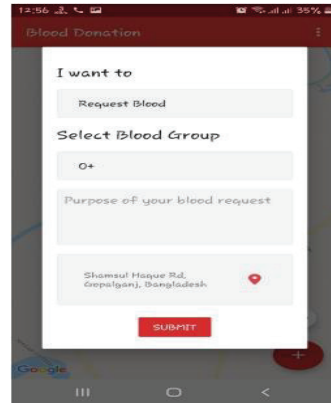 12:56
35%
Blood Donation
I want to
Request Blood
Select Blood Group
O+
Purpose of your blood request
Shamsul Haque Rd,
Gopalganj, Bangladesh
SUBMIT
Google